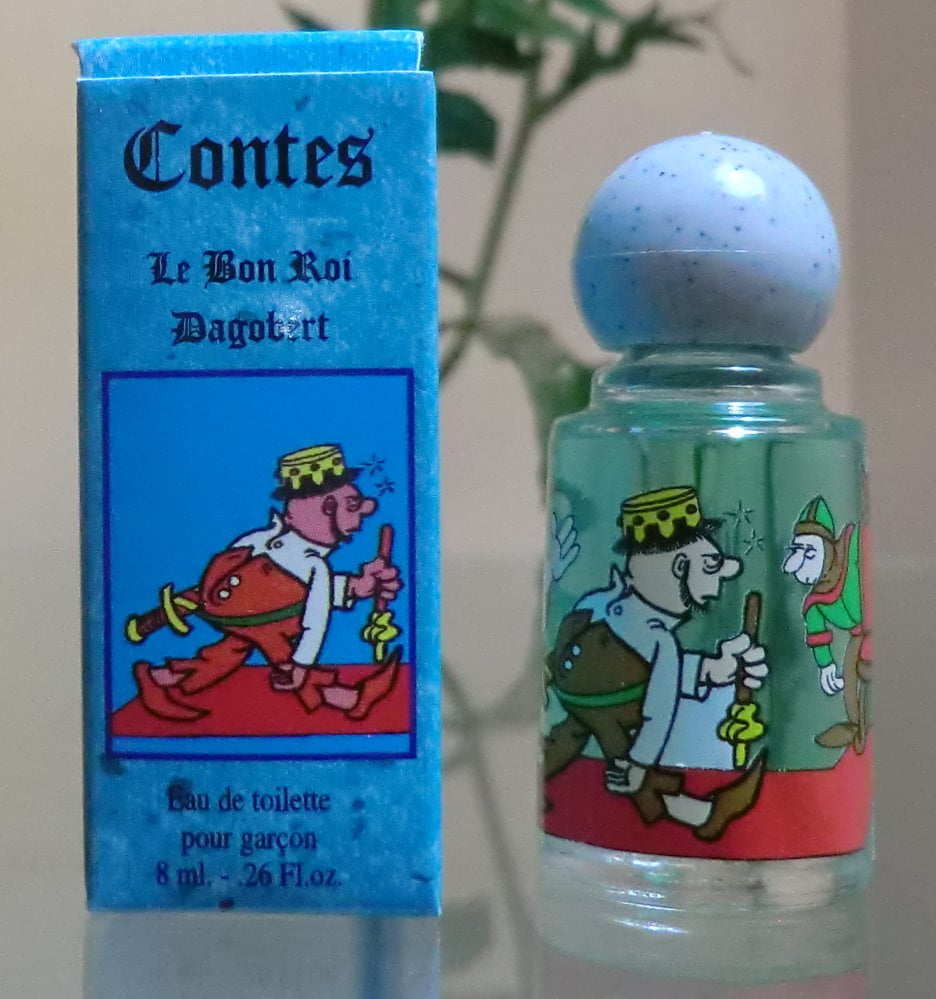 Contes
Le Bon Roi
Dagobert
Eau de toilette
pour garçon
8 ml. - .26 Fl.oz.